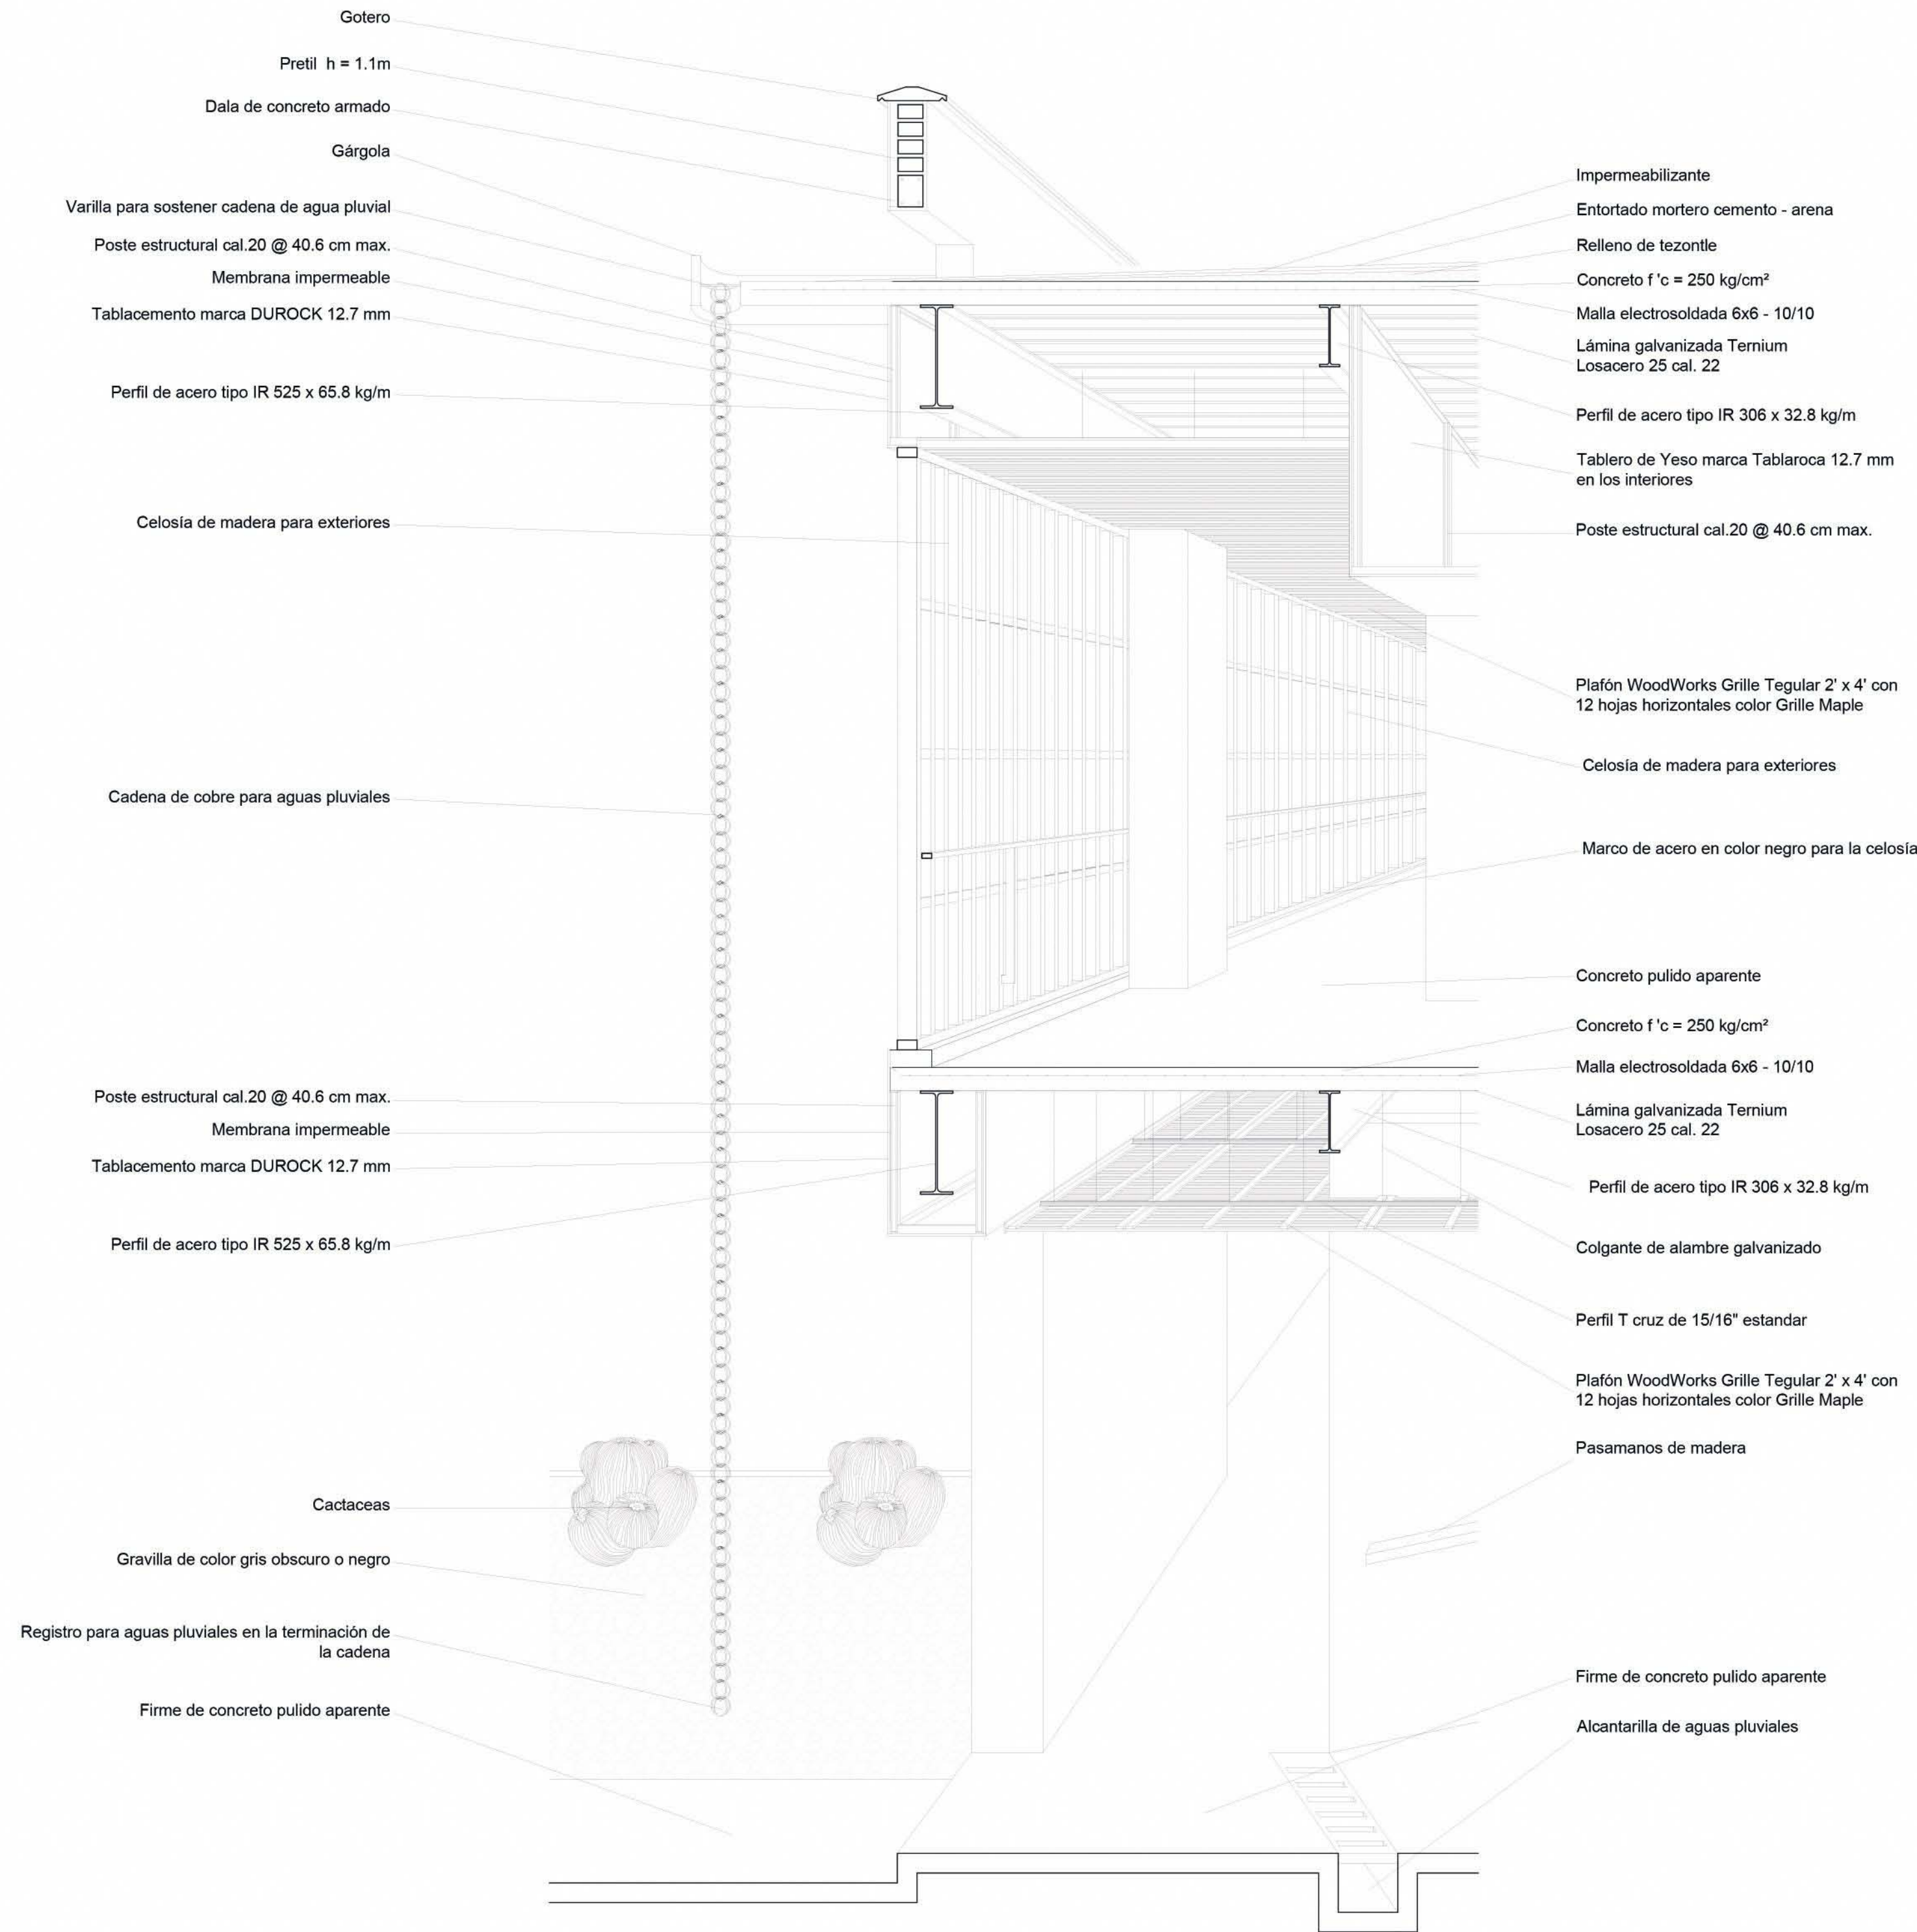 Gotero
Pretil h = 1.1m
Dala de concreto armado
Gárgola
Varilla para sostener cadena de agua pluvial
Poste estructural cal.20 @ 40.6 cm max.
Membrana impermeable
Tablacemento marca DUROCK 12.7 mm
Perfil de acero tipo IR 525 x 65.8 kg/m
Celosía de madera para exteriores
Cadena de cobre para aguas pluviales
Poste estructural cal.20 @ 40.6 cm max.
Membrana impermeable
Tablacemento marca DUROCK 12.7 mm
Perfil de acero tipo IR 525 x 65.8 kg/m
Cactaceas
Gravilla de color gris obscuro o negro
Registro para aguas pluviales en la terminación de
la cadena
Firme de concreto pulido aparente
Impermeabilizante
Entortado mortero cemento - arena
Relleno de tezontle
Concreto f 'c = 250 kg/cm²
Malla electrosoldada 6x6 - 10/10
Lámina galvanizada Ternium
Losacero 25 cal. 22
Perfil de acero tipo IR 306 x 32.8 kg/m
Tablero de Yeso marca Tablaroca 12.7 mm
en los interiores
Poste estructural cal.20 @ 40.6 cm max.
Plafón WoodWorks Grille Tegular 2' x 4' con
12 hojas horizontales color Grille Maple
Celosía de madera para exteriores
Marco de acero en color negro para la celosía
Concreto pulido aparente
Concreto f 'c = 250 kg/cm²
Malla electrosoldada 6x6 - 10/10
Lámina galvanizada Ternium
Losacero 25 cal. 22
Perfil de acero tipo IR 306 x 32.8 kg/m
Colgante de alambre galvanizado
Perfil T cruz de 15/16" estandar
Plafón WoodWorks Grille Tegular 2' x 4' con
12 hojas horizontales color Grille Maple
Pasamanos de madera
Firme de concreto pulido aparente
Alcantarilla de aguas pluviales